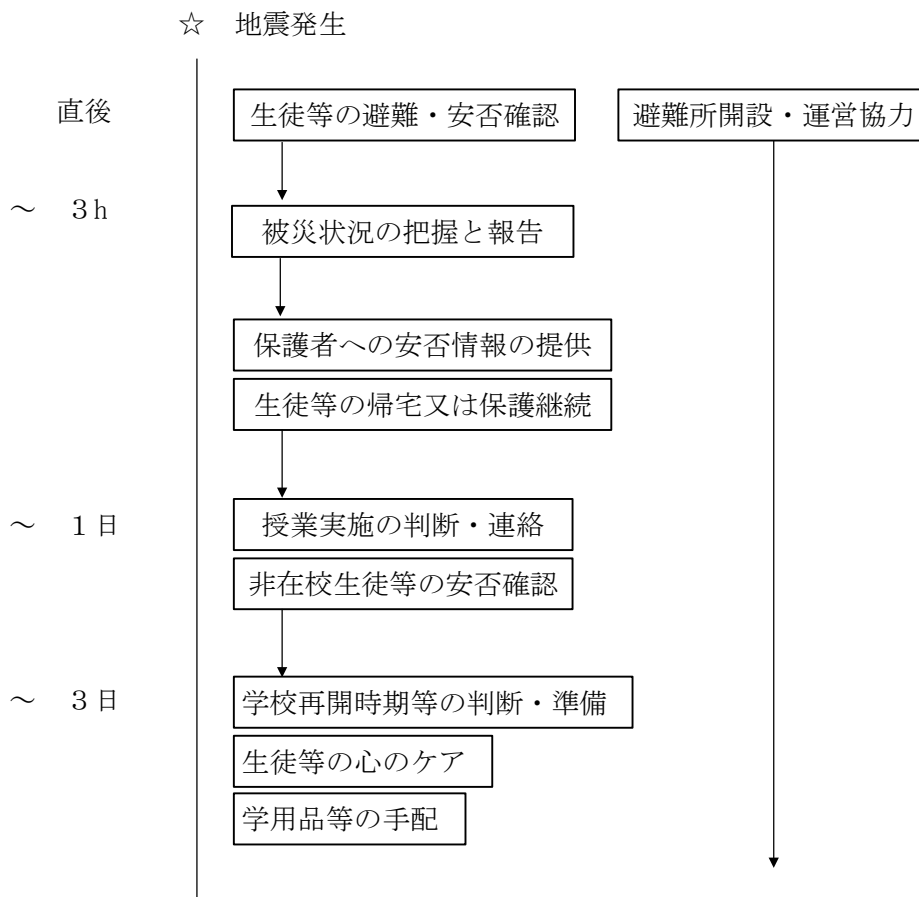 ☆　地震発生
直後
生徒等の避難・安否確認
避難所開設・運営協力
～　3h
被災状況の把握と報告
保護者への安否情報の提供
生徒等の帰宅又は保護継続
～　1日
授業実施の判断・連絡
非在校生徒等の安否確認
～　3日
学校再開時期等の判断・準備
生徒等の心のケア
学用品等の手配